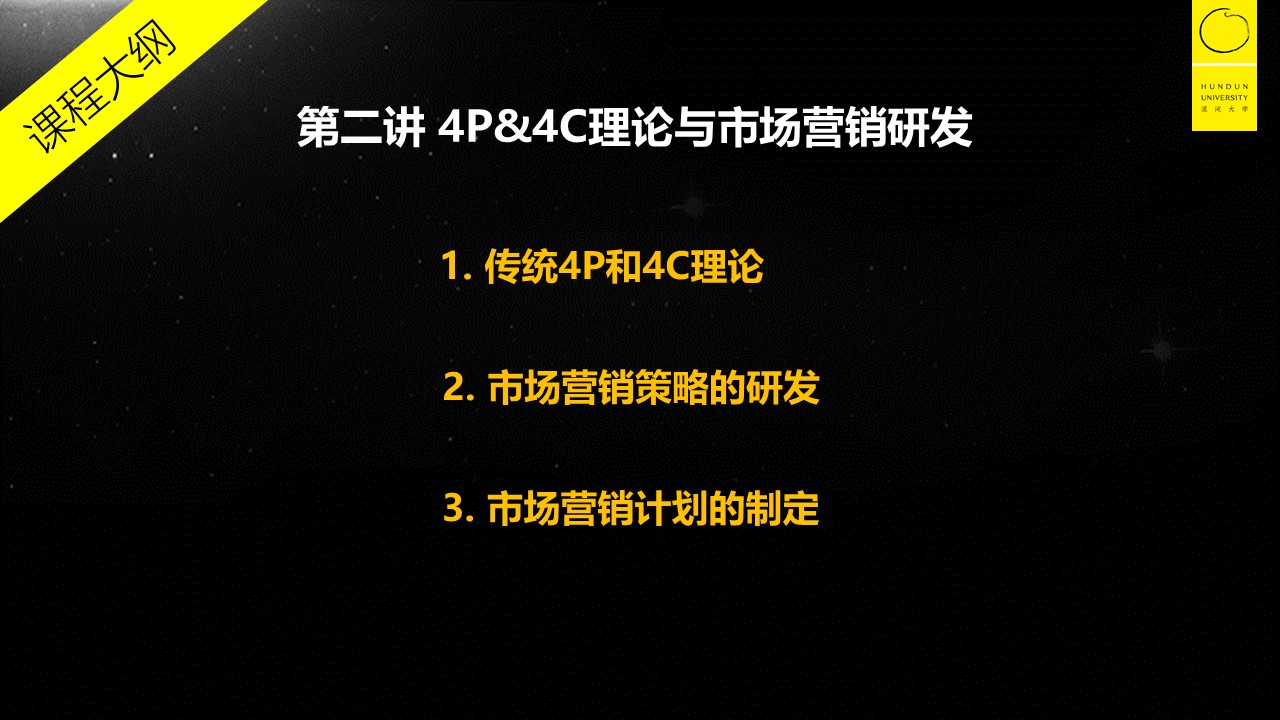 课程大纲
HUNDUN
UNIVERSITY
混沌大学
第二讲 4P&4C理论与市场营销研发
1. 传统4P和4C理论
2. 市场营销策略的研发
3. 市场营销计划的制定